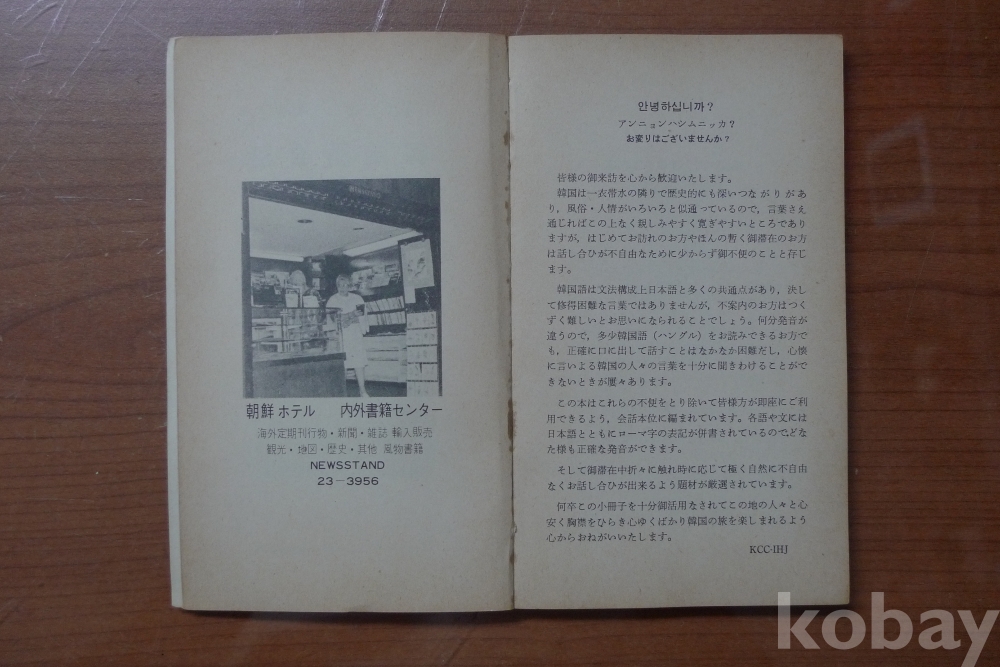 朝鮮ホテル 内外書籍センター
海外定期刊行物・新聞・雑誌 輸入販売
観光・地図・歴史・其他 風物書籍
NEWSSTAND
23-3956
안녕하십니까?
アンニョンハシムニッカ?
お変りはございませんか?
皆様の御来訪を心から歓迎いたします。
韓国は一衣帯水の隣りで歴史的にも深いつながりがあ
り,風俗・人情がいろいろと似通っているので,言葉さえ
通じればこの上なく親しみやすく寛ぎやすいところであり
ますが,はじめてお訪れのお方やほんの暫く御滞在のお方
は話し合ひが不自由なために少からず御不便のことと存じ
ます。
韓国語は文法構成上日本語と多くの共通点があり,決し
て修得困難な言葉ではありませんが,不案内のお方はつく
ずく難しいとお思いになられることでしょう。何分発音が
違うので,多少韓国語(ハングル)をお読みできるお方で
も,正確に口に出して話すことはなかなか困難だし,心懐
に言いよる韓国の人々の言葉を十分に聞きわけることがで
きないときが屢々あります。
この本はこれらの不便をとり除いて皆様方が即座にご利
用できるよう,会話本位に編まれています。各語や文には
日本語とともにローマ字の表記が併書されているので,どな
た様も正確な発音ができます。
そして御滞在中折々に触れ時に応じて極く自然に不自由
なくお話し合ひが出来るよう題材が厳選されています。
何卒この小冊子を十分御活用なされてこの地の人々と心
安く胸襟をひらき心ゆくばかり韓国の旅を楽しまれるよう
心からおねがいいたします。
KCC-IHJ
kobay